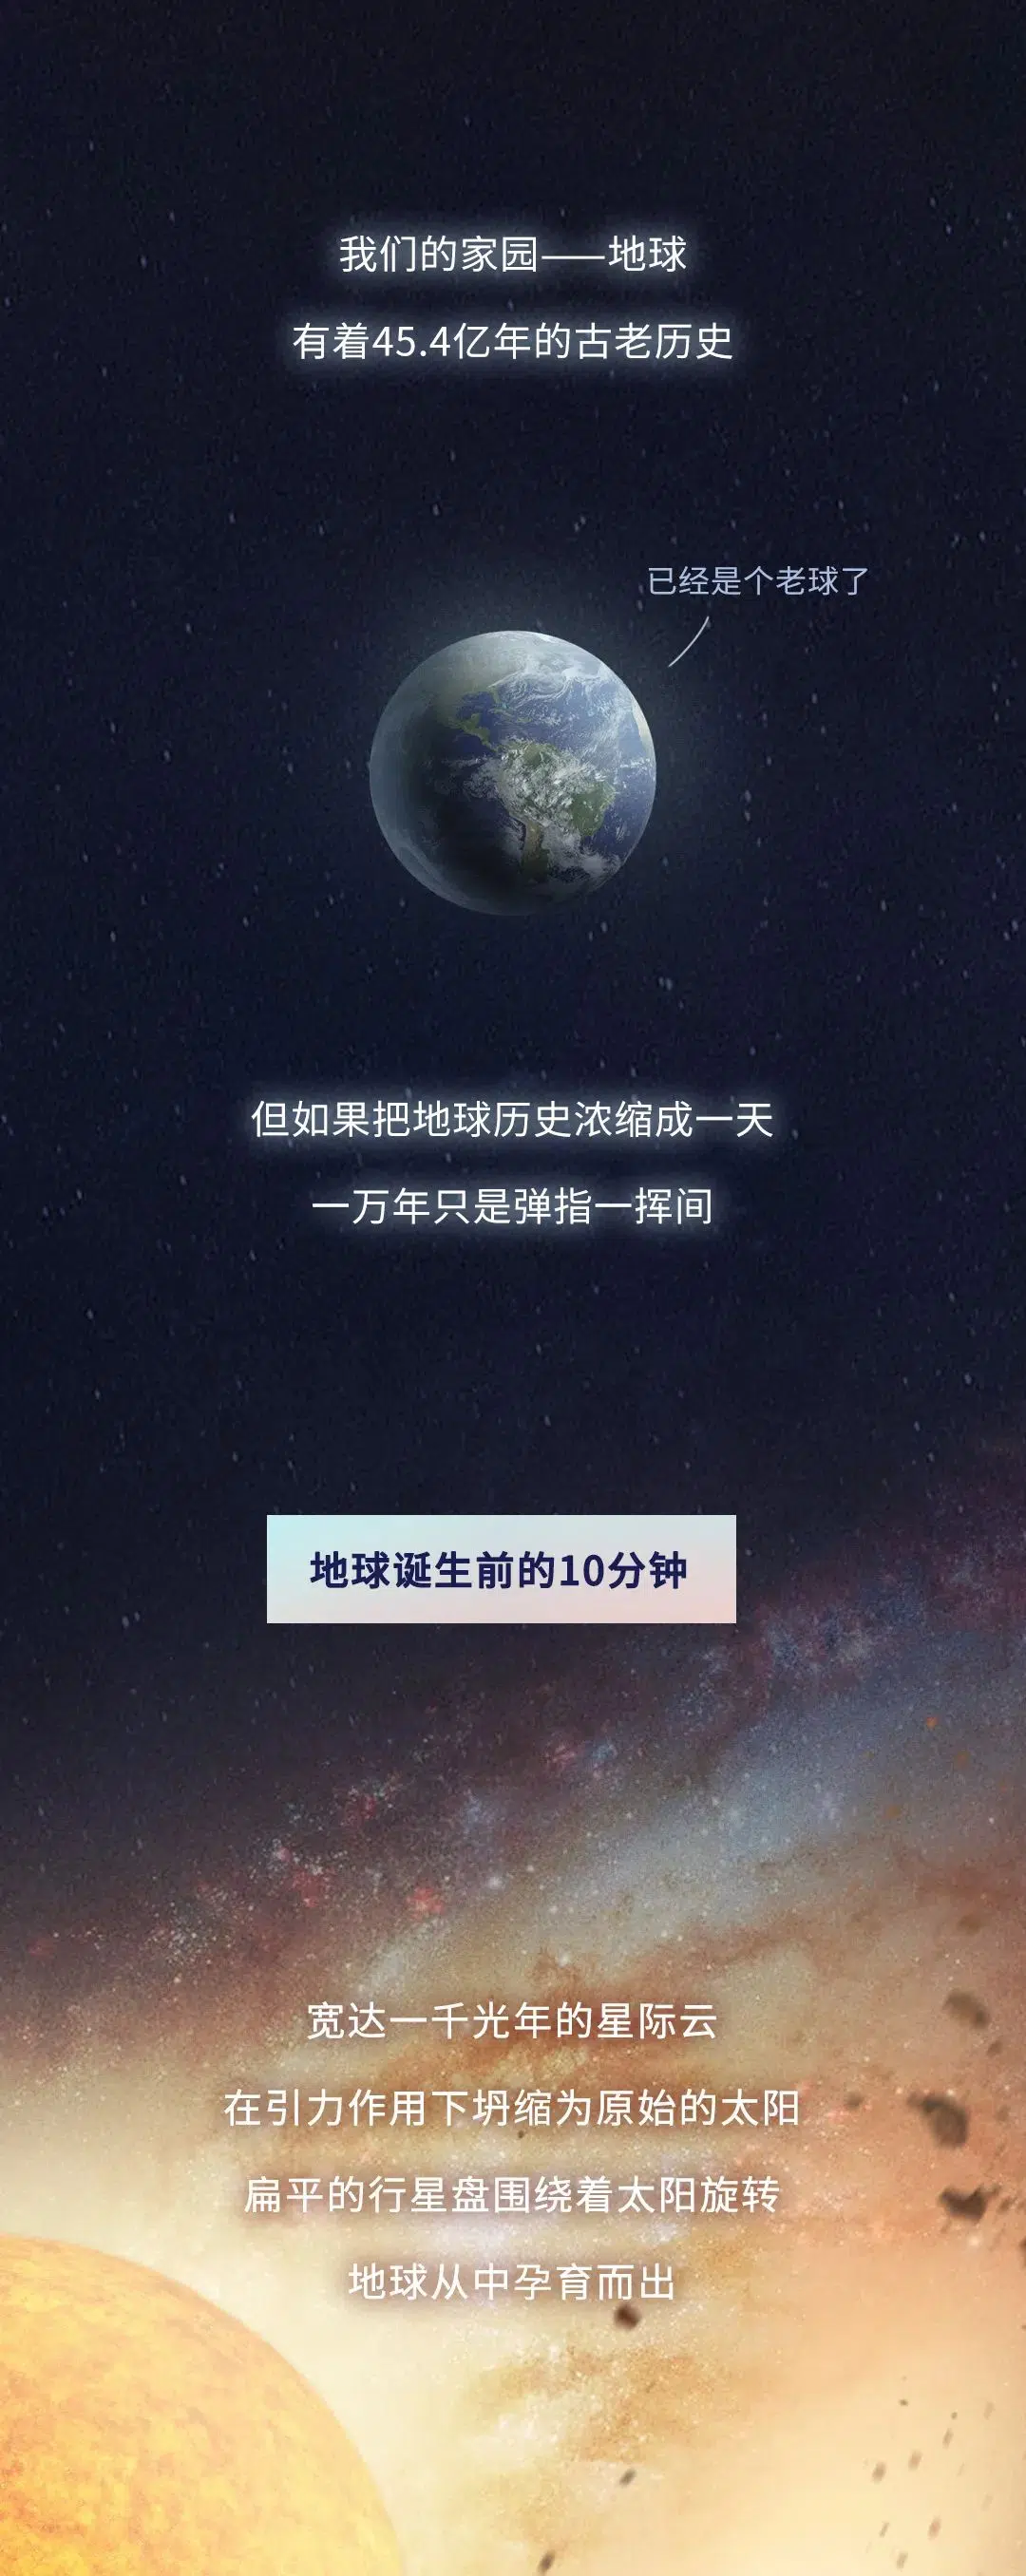 我们的家园——地球
有着45.4亿年的古老历史
已经是个老球了
但如果把地球历史浓缩成一天
一万年只是弹指一挥间
地球诞生前的10分钟
宽达一千光年的星际云
在引力作用下坍缩为原始的太阳
扁平的行星盘围绕着太阳旋转
地球从中孕育而出